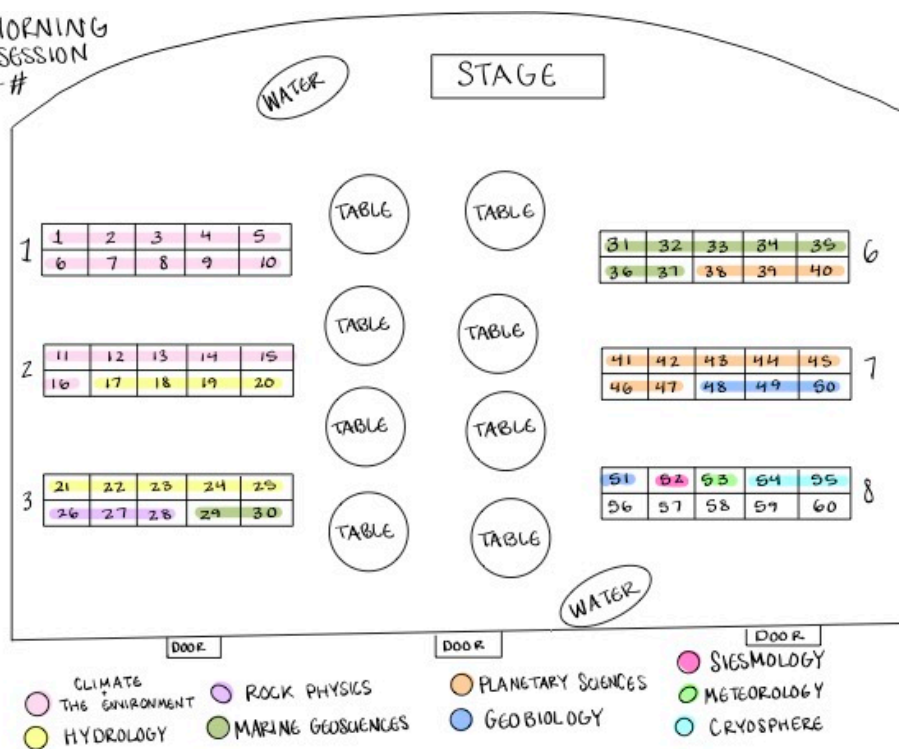 MORNING
SESSION
#
WATER
STAGE
TABLE TABLE
1
1 2 3 4 5
6 7 8 9 10
31 32 33 34 35
36 37 38 39 40
6
TABLE TABLE
2
11 12 13 14 15
16 17 18 19 20
41 42 43 44 45
46 47 48 49 50
7
TABLE TABLE
3
21 22 23 24 25
26 27 28 29 30
51 52 53 54 55
56 57 58 59 60
8
TABLE TABLE
WATER
DOOR DOOR DOOR
CLIMATE
+
THE ENVIRONMENT
HYDROLOGY
ROCK PHYSICS
MARINE GEOSCIENCES
PLANETARY SCIENCES
GEOBIOLOGY
SIESMOLOGY
METEOROLOGY
CRYOSPHERE